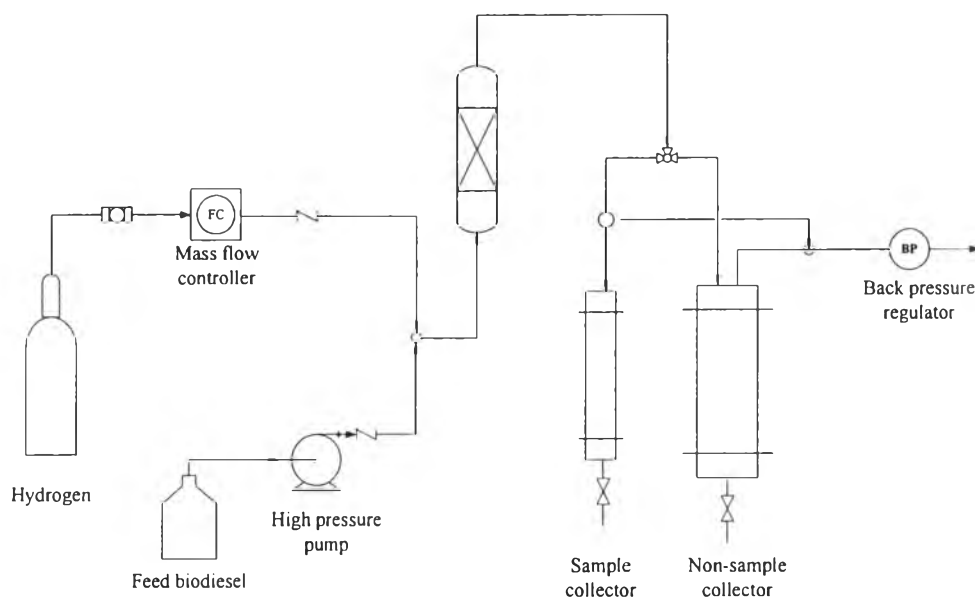 FC
Mass flow
controller
BP
Back pressure
regulator
Hydrogen
High pressure
pump
Feed biodiesel
Sample
collector
Non-sample
collector